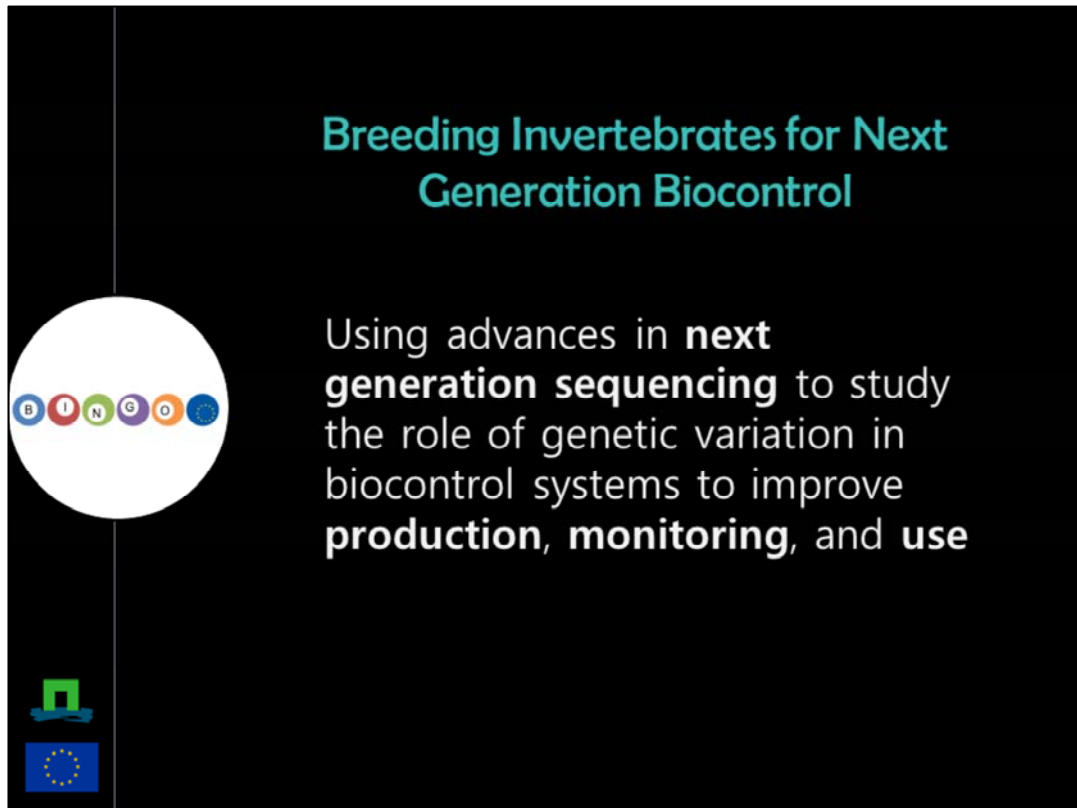 Breeding Invertebrates for Next
Generation Biocontrol
Using advances in next
generation sequencing to study
the role of genetic variation in
biocontrol systems to improve
production, monitoring, and use
B I N G O